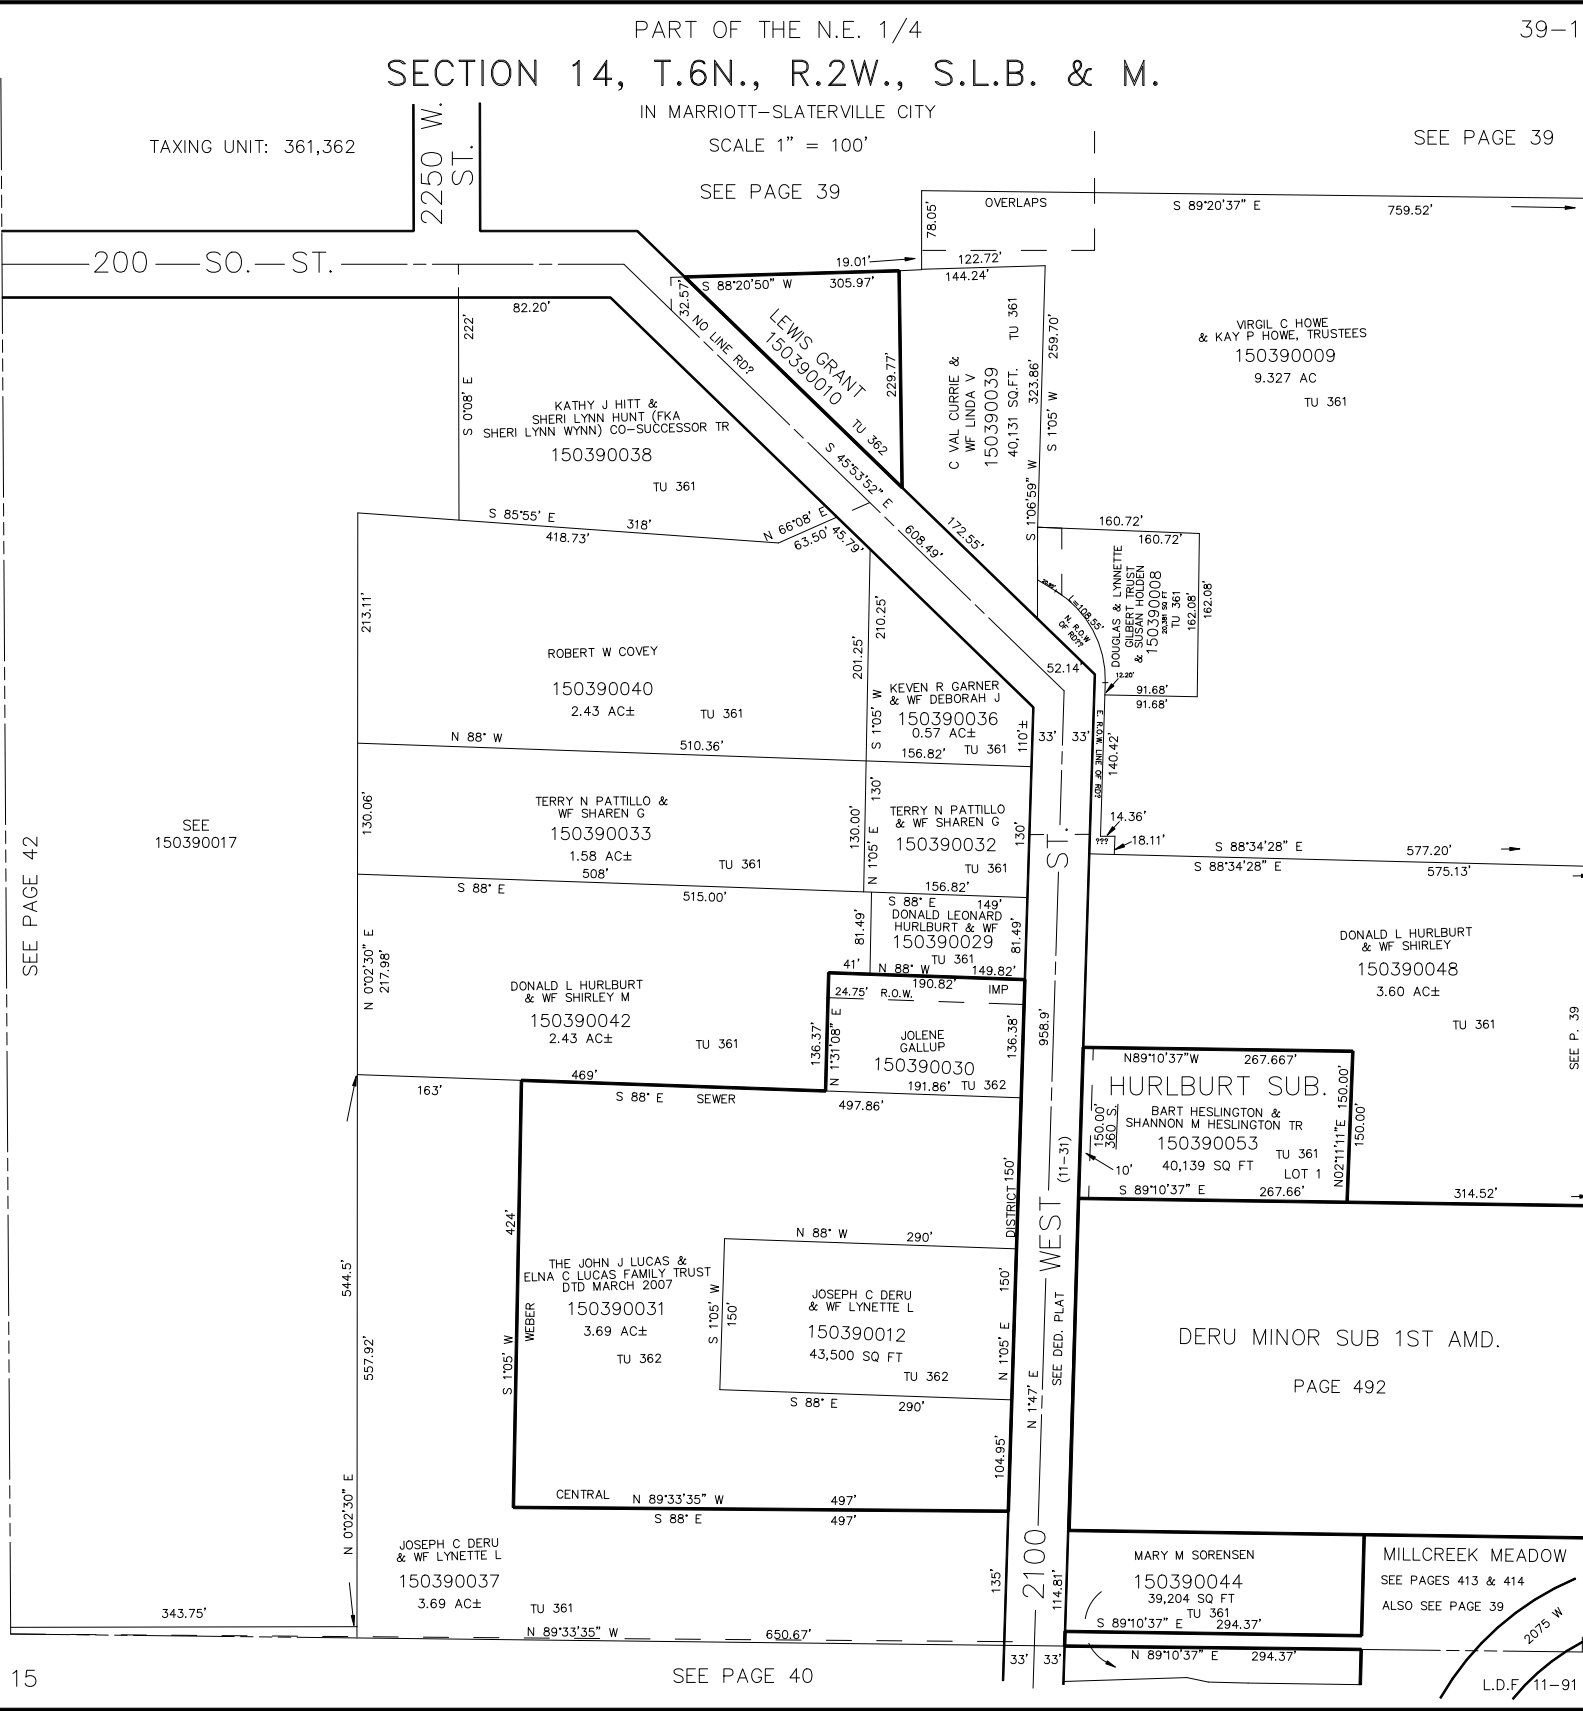 PART OF THE N.E. 1/4
39-1
SECTION 14, T.6N., R.2W., S.L.B. & M.
IN MARRIOTT-SLATERVILLE CITY
TAXING UNIT: 361,362
SCALE 1" = 100'
SEE PAGE 39
SEE PAGE 39
2250 W.
ST.
200 SO. ST.
OVERLAPS
78.05'
S 89°20'37" E
759.52'
19.01'
122.72'
144.24'
S 88°20'50" W
305.97'
32.57'
NO LINE RD?
LEWIS GRANT
150390010
TU 362
229.77'
C VAL CURRIE &
WF LINDA V
150390039
40,131 SQ.FT.
TU 361
323.86'
259.70'
S 1°05' W
S 1°06'59" W
VIRGIL C HOWE
& KAY P HOWE, TRUSTEES
150390009
9.327 AC
TU 361
82.20'
222'
S 0°08' E
KATHY J HITT &
SHERI LYNN HUNT (FKA
SHERI LYNN WYNN) CO-SUCCESSOR TR
150390038
TU 361
S 85°55' E
318'
418.73'
N 66°08' E
63.50'
45.79'
S 45°53'52" E
608.49'
172.55'
160.72'
160.72'
DOUGLAS & LYNNETTE
GILBERT TRUST
& SUSAN HOLDEN
150390008
20,381 SQ FT
TU 361
162.08'
162.08'
L=108.55'
N. R.O.W
OF RD??
52.14'
12.20'
91.68'
91.68'
E. R.O.W. LINE OF RD?
140.42'
14.36'
???
18.11'
213.11'
ROBERT W COVEY
150390040
2.43 AC±
TU 361
210.25'
201.25'
S 1°05' W
KEVEN R GARNER
& WF DEBORAH J
150390036
0.57 AC±
156.82'
TU 361
110'±
33'
33'
N 88° W
510.36'
SEE PAGE 42
SEE
150390017
130.06'
TERRY N PATTILLO &
WF SHAREN G
150390033
1.58 AC±
TU 361
508'
S 88° E
515.00'
130'
130.00'
N 1°05' E
TERRY N PATTILLO
& WF SHAREN G
150390032
TU 361
130'
156.82'
S 88° E
149'
S 88°34'28" E
577.20'
S 88°34'28" E
575.13'
DONALD LEONARD
HURLBURT & WF
150390029
TU 361
81.49'
81.49'
41'
N 88° W
149.82'
190.82'
N 0°02'30" E
217.98'
DONALD L HURLBURT
& WF SHIRLEY M
150390042
2.43 AC±
TU 361
24.75'
R.O.W.
IMP
136.37'
N 1°31'08" E
JOLENE
GALLUP
150390030
191.86'
TU 362
136.38'
958.9'
DONALD L HURLBURT
& WF SHIRLEY
150390048
3.60 AC±
TU 361
SEE P. 39
163'
469'
S 88° E
SEWER
497.86'
N89°10'37"W
267.667'
HURLBURT SUB.
BART HESLINGTON &
SHANNON M HESLINGTON TR
150390053
40,139 SQ FT
TU 361
LOT 1
150.00'
360 S
10'
N02°11'11"E
150.00'
150.00'
S 89°10'37" E
267.66'
314.52'
DISTRICT
150'
(11-31)
424'
N 88° W
290'
544.5'
557.92'
THE JOHN J LUCAS &
ELNA C LUCAS FAMILY TRUST
DTD MARCH 2007
150390031
3.69 AC±
TU 362
WEBER
S 1°05' W
S 1°05' W
150'
JOSEPH C DERU
& WF LYNETTE L
150390012
43,500 SQ FT
TU 362
150'
N 1°05' E
S 88° E
290'
SEE DED. PLAT
N 1°47' E
2100 WEST ST.
DERU MINOR SUB 1ST AMD.
PAGE 492
104.95'
CENTRAL
N 89°33'35" W
497'
S 88° E
497'
N 0°02'30" E
JOSEPH C DERU
& WF LYNETTE L
150390037
3.69 AC±
TU 361
135'
114.81'
MARY M SORENSEN
150390044
39,204 SQ FT
TU 361
S 89°10'37" E
294.37'
MILLCREEK MEADOW
SEE PAGES 413 & 414
ALSO SEE PAGE 39
2075 W
343.75'
N 89°33'35" W
650.67'
33'
33'
N 89°10'37" E
294.37'
15
SEE PAGE 40
L.D.F. 11-91